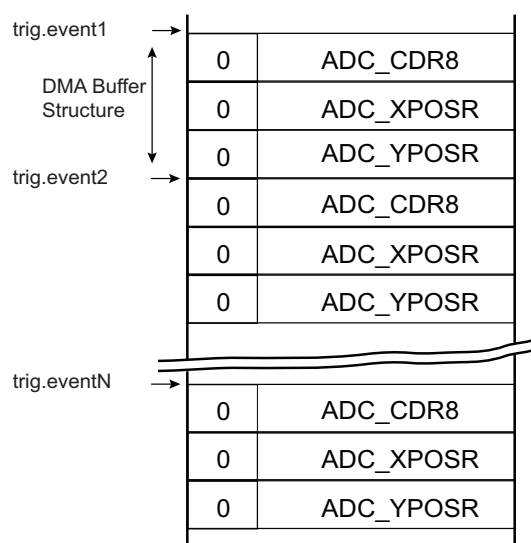 trig.event1
0 ADC_CDR8
DMA Buffer
Structure
0 ADC_XPOSR
0 ADC_YPOSR
trig.event2
0 ADC_CDR8
0 ADC_XPOSR
0 ADC_YPOSR
trig.eventN
0 ADC_CDR8
0 ADC_XPOSR
0 ADC_YPOSR